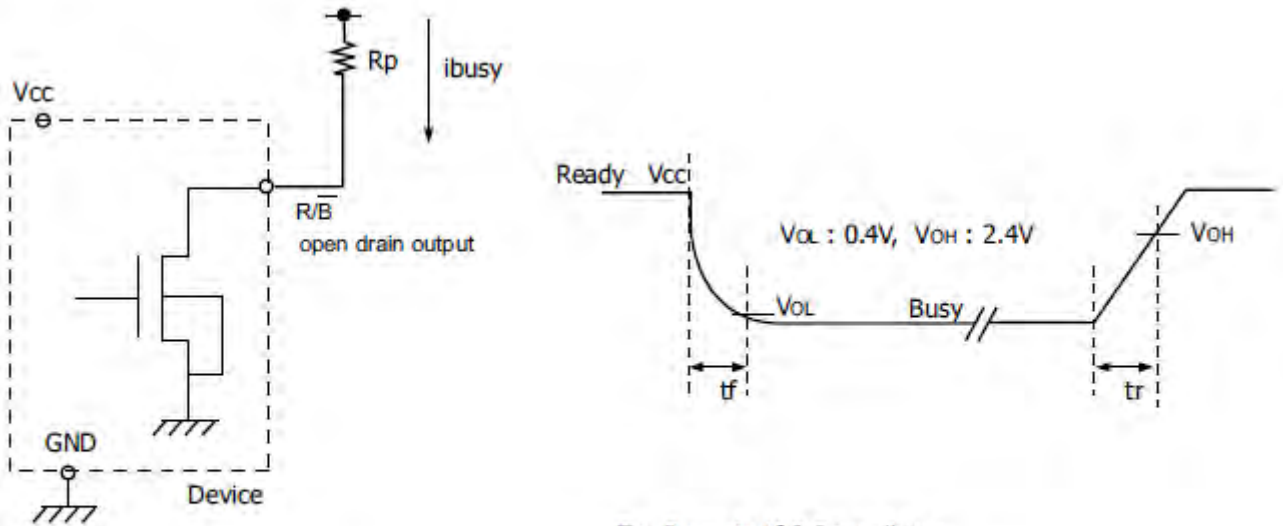 Rp
ibusy
Vcc
Ready Vcc
R/B
open drain output
VOL : 0.4V, VOH : 2.4V
VOH
VOL
Busy
tf
tr
GND
Device